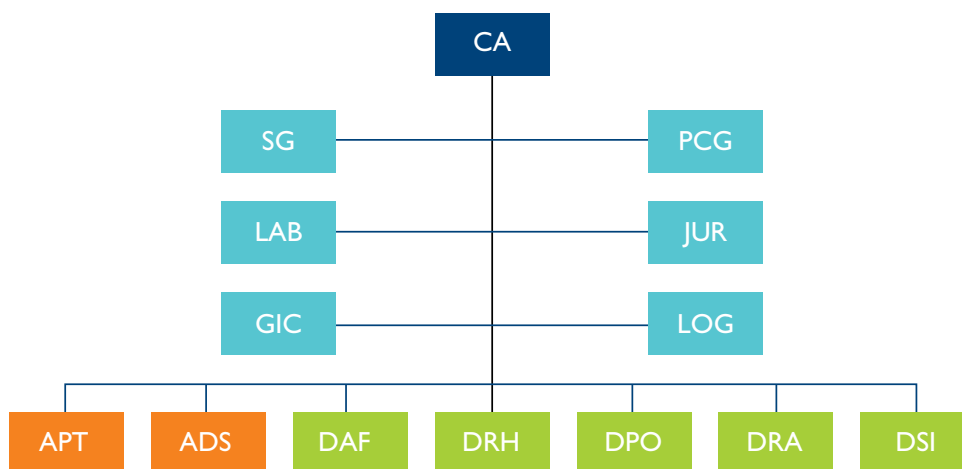 CA
SG
PCG
LAB
JUR
GIC
LOG
APT
ADS
DAF
DRH
DPO
DRA
DSI